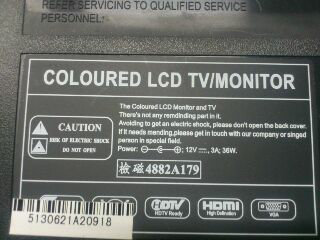 REFER SERVICING TO QUALIFIED SERVICE
PERSONNEL.
COLOURED LCD TV/MONITOR
CAUTION
RISK OF ELECTRIC SHOCK
DO NOT OPEN
The Coloured LCD Monitor and TV
There's not any remdinding part in it.
Avoiding to get an electric shock, please don't open the back cover.
If it needs mending,please get in touch with our company or singed
person in special field.
Power: 12V⎓, 3A; 36W.
檢磁4882A179
HDTV
HDTV Ready
HDMI
High Definition
VGA
5130621A20918